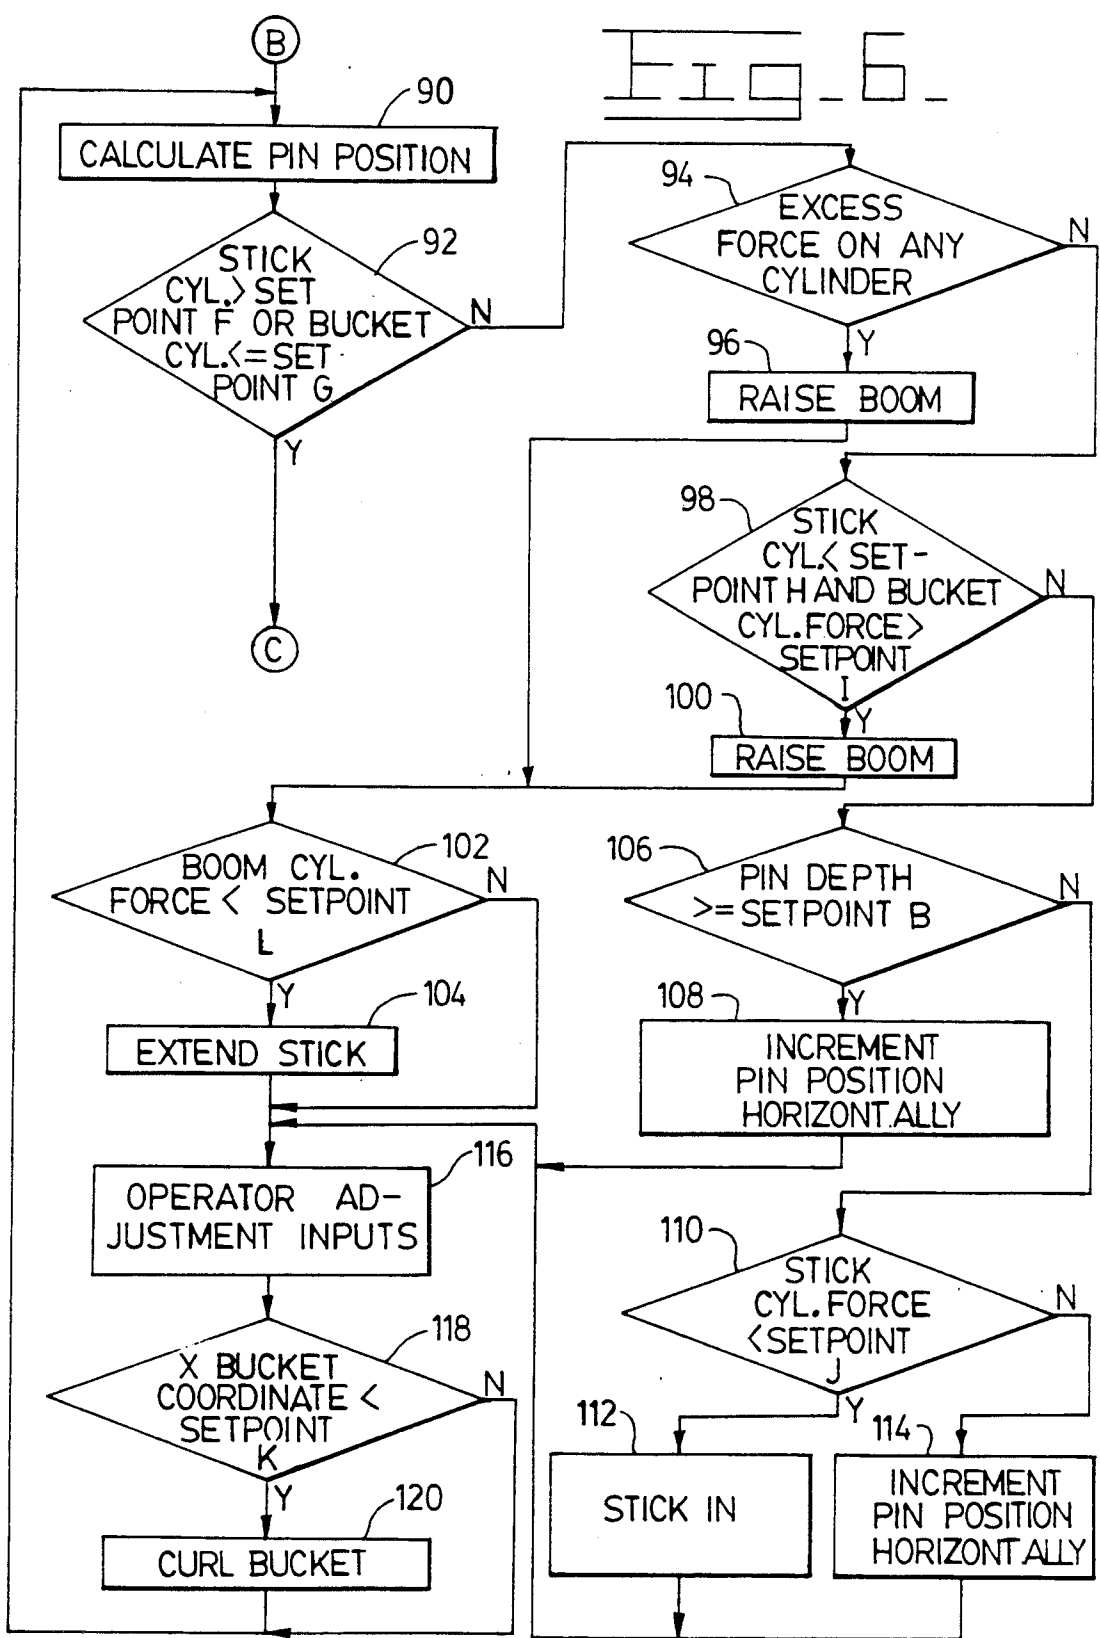 B
Fig. 6.
90
CALCULATE PIN POSITION
92
STICK
CYL.> SET
POINT F OR BUCKET
CYL.<= SET
POINT G
N
Y
C
94
EXCESS
FORCE ON ANY
CYLINDER
N
Y
96
RAISE BOOM
98
STICK
CYL.< SET-
POINT H AND BUCKET
CYL. FORCE >
SETPOINT
I
N
Y
100
RAISE BOOM
102
BOOM CYL.
FORCE < SETPOINT
L
N
Y
104
EXTEND STICK
106
PIN DEPTH
>= SETPOINT B
N
Y
108
INCREMENT
PIN POSITION
HORIZONTALLY
110
STICK
CYL. FORCE
<SETPOINT
J
N
Y
112
STICK IN
114
INCREMENT
PIN POSITION
HORIZONTALLY
116
OPERATOR AD-
JUSTMENT INPUTS
118
X BUCKET
COORDINATE <
SETPOINT
K
N
Y
120
CURL BUCKET